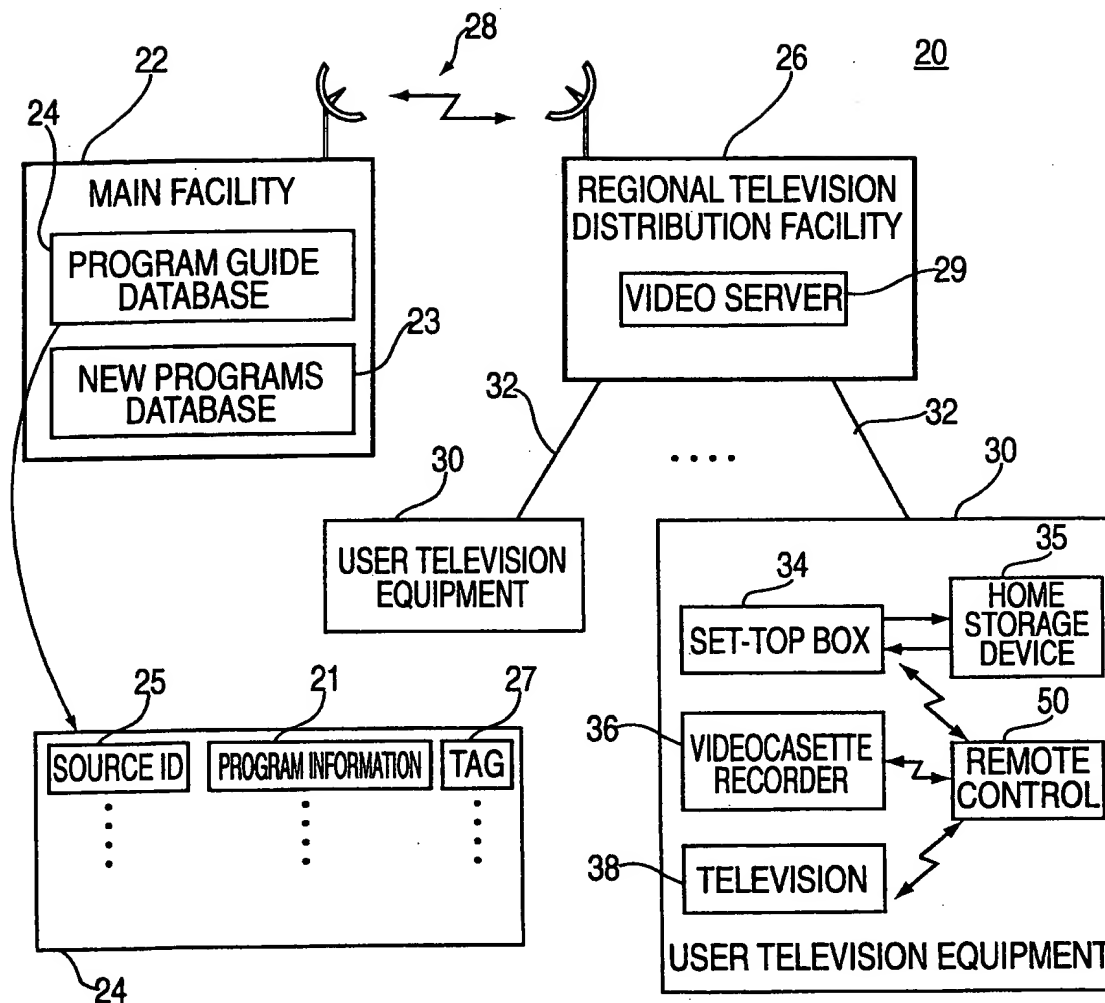 28
22
26
20
24
MAIN FACILITY
PROGRAM GUIDE
DATABASE
23
NEW PROGRAMS
DATABASE
REGIONAL TELEVISION
DISTRIBUTION FACILITY
VIDEO SERVER
29
32
32
30
USER TELEVISION
EQUIPMENT
30
34
SET-TOP BOX
35
HOME
STORAGE
DEVICE
36
VIDEOCASETTE
RECORDER
50
REMOTE
CONTROL
38
TELEVISION
USER TELEVISION EQUIPMENT
25
21
27
SOURCE ID
PROGRAM INFORMATION
TAG
24